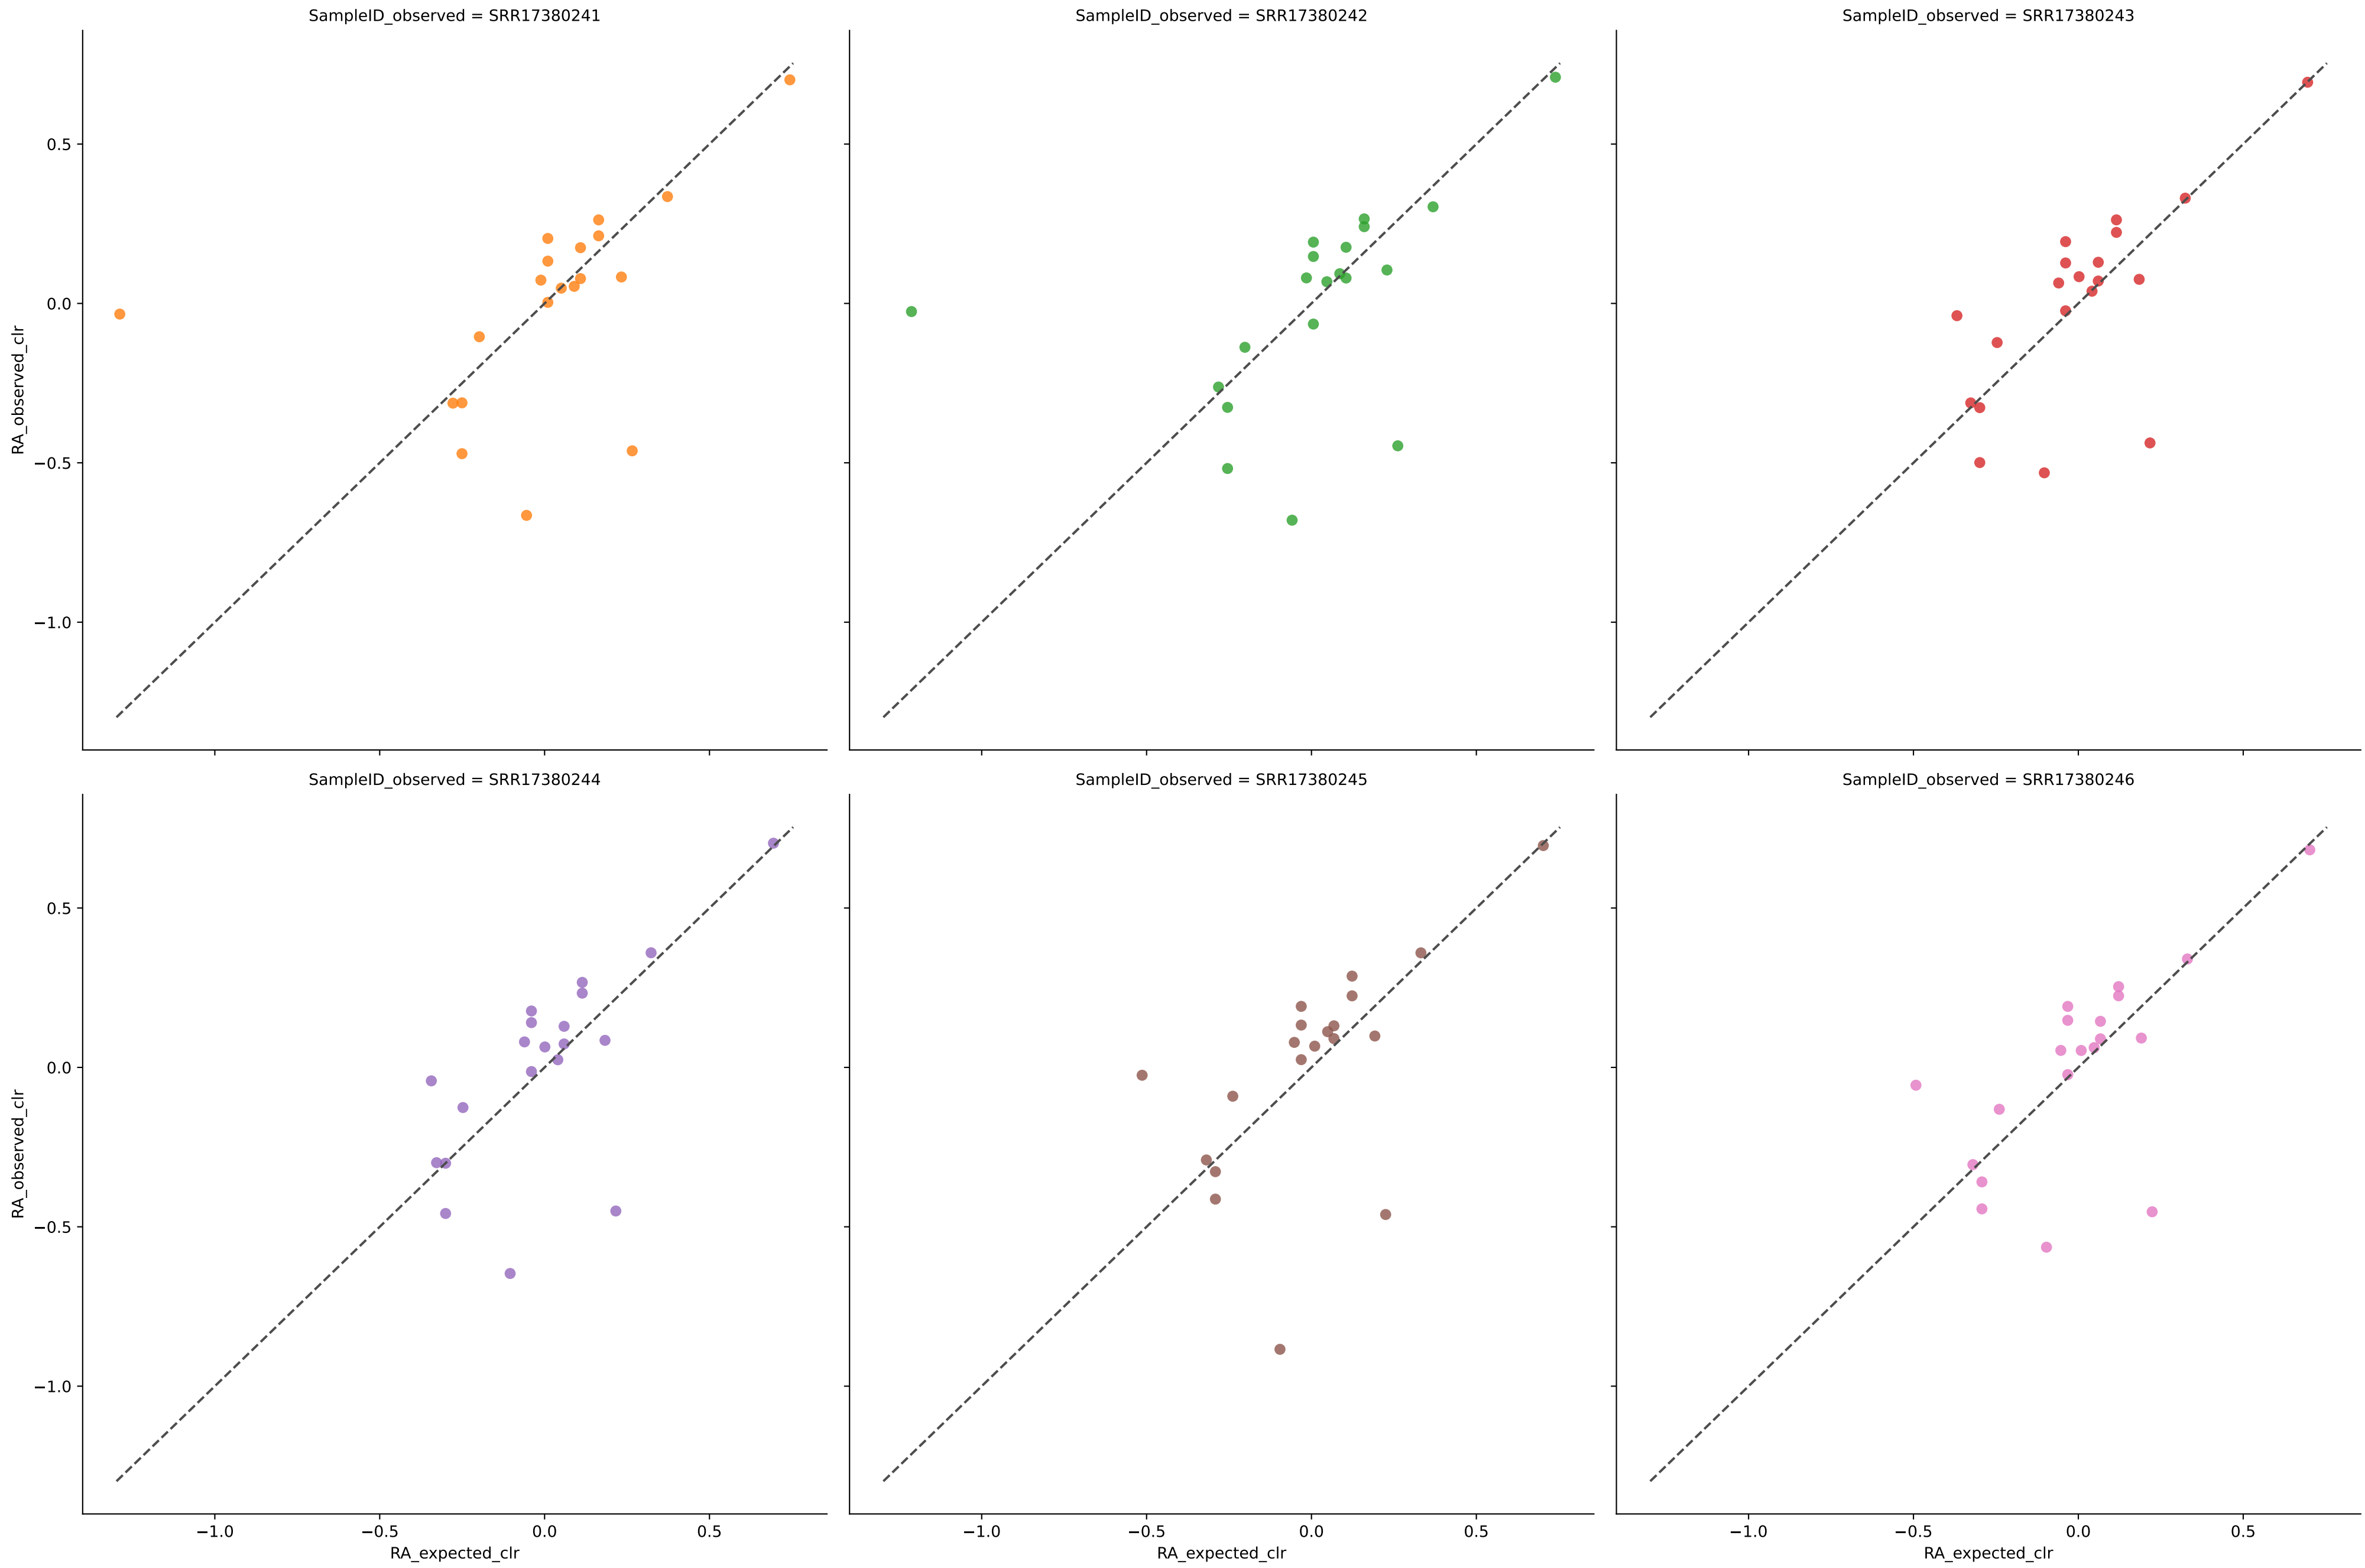 SampleID_observed = SRR17380241
SampleID_observed = SRR17380242
SampleID_observed = SRR17380243
0.5
0.0
−0.5
−1.0
RA_observed_clr
SampleID_observed = SRR17380244
SampleID_observed = SRR17380245
SampleID_observed = SRR17380246
0.5
0.0
−0.5
−1.0
RA_observed_clr
−1.0 −0.5 0.0 0.5
−1.0 −0.5 0.0 0.5
−1.0 −0.5 0.0 0.5
RA_expected_clr
RA_expected_clr
RA_expected_clr